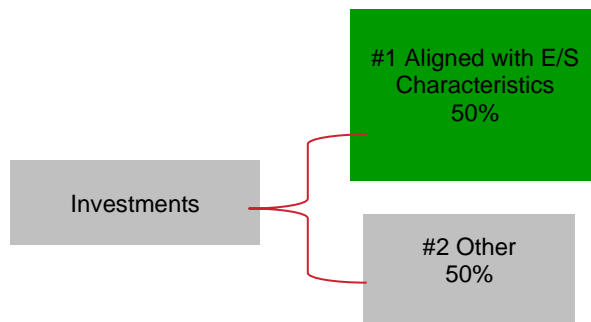 #1 Aligned with E/S
Characteristics
50%
Investments
#2 Other
50%